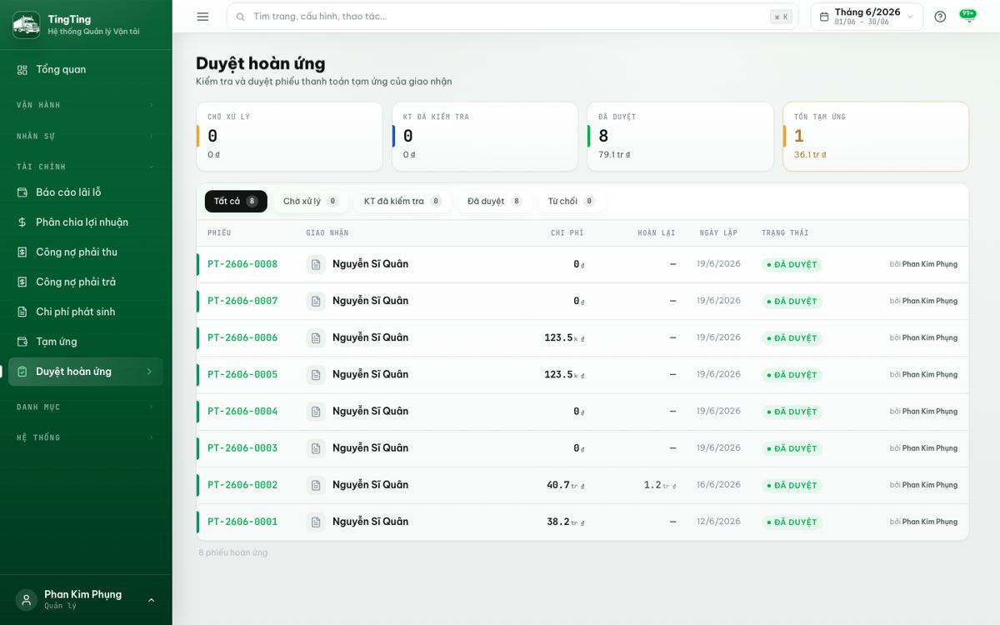 TingTing
Hệ thống Quản lý Vận tải
Tổng quan
VẬN HÀNH
NHÂN SỰ
TÀI CHÍNH
Báo cáo lãi lỗ
Phân chia lợi nhuận
Công nợ phải thu
Công nợ phải trả
Chi phí phát sinh
Tạm ứng
Duyệt hoàn ứng
DANH MỤC
HỆ THỐNG
Phan Kim Phụng
Quản lý
Tìm trang, cấu hình, thao tác...
⌘ K
Tháng 6/2026
01/06 – 30/06
99+
Duyệt hoàn ứng
Kiểm tra và duyệt phiếu thanh toán tạm ứng của giao nhận
CHỜ XỬ LÝ
0
0 ₫
KT ĐÃ KIỂM TRA
0
0 ₫
ĐÃ DUYỆT
8
79.1 tr ₫
TỒN TẠM ỨNG
1
36.1 tr ₫
Tất cả 8 Chờ xử lý 0 KT đã kiểm tra 0 Đã duyệt 8 Từ chối 0
PHIẾU GIAO NHẬN CHI PHÍ HOÀN LẠI NGÀY LẬP TRẠNG THÁI
PT-2606-0008 Nguyễn Sĩ Quân 0 ₫ — 19/6/2026 ĐÃ DUYỆT bởi Phan Kim Phụng
PT-2606-0007 Nguyễn Sĩ Quân 0 ₫ — 19/6/2026 ĐÃ DUYỆT bởi Phan Kim Phụng
PT-2606-0006 Nguyễn Sĩ Quân 123.5 k ₫ — 19/6/2026 ĐÃ DUYỆT bởi Phan Kim Phụng
PT-2606-0005 Nguyễn Sĩ Quân 123.5 k ₫ — 19/6/2026 ĐÃ DUYỆT bởi Phan Kim Phụng
PT-2606-0004 Nguyễn Sĩ Quân 0 ₫ — 19/6/2026 ĐÃ DUYỆT bởi Phan Kim Phụng
PT-2606-0003 Nguyễn Sĩ Quân 0 ₫ — 19/6/2026 ĐÃ DUYỆT bởi Phan Kim Phụng
PT-2606-0002 Nguyễn Sĩ Quân 40.7 tr ₫ 1.2 tr ₫ 16/6/2026 ĐÃ DUYỆT bởi Phan Kim Phụng
PT-2606-0001 Nguyễn Sĩ Quân 38.2 tr ₫ — 12/6/2026 ĐÃ DUYỆT bởi Phan Kim Phụng
8 phiếu hoàn ứng